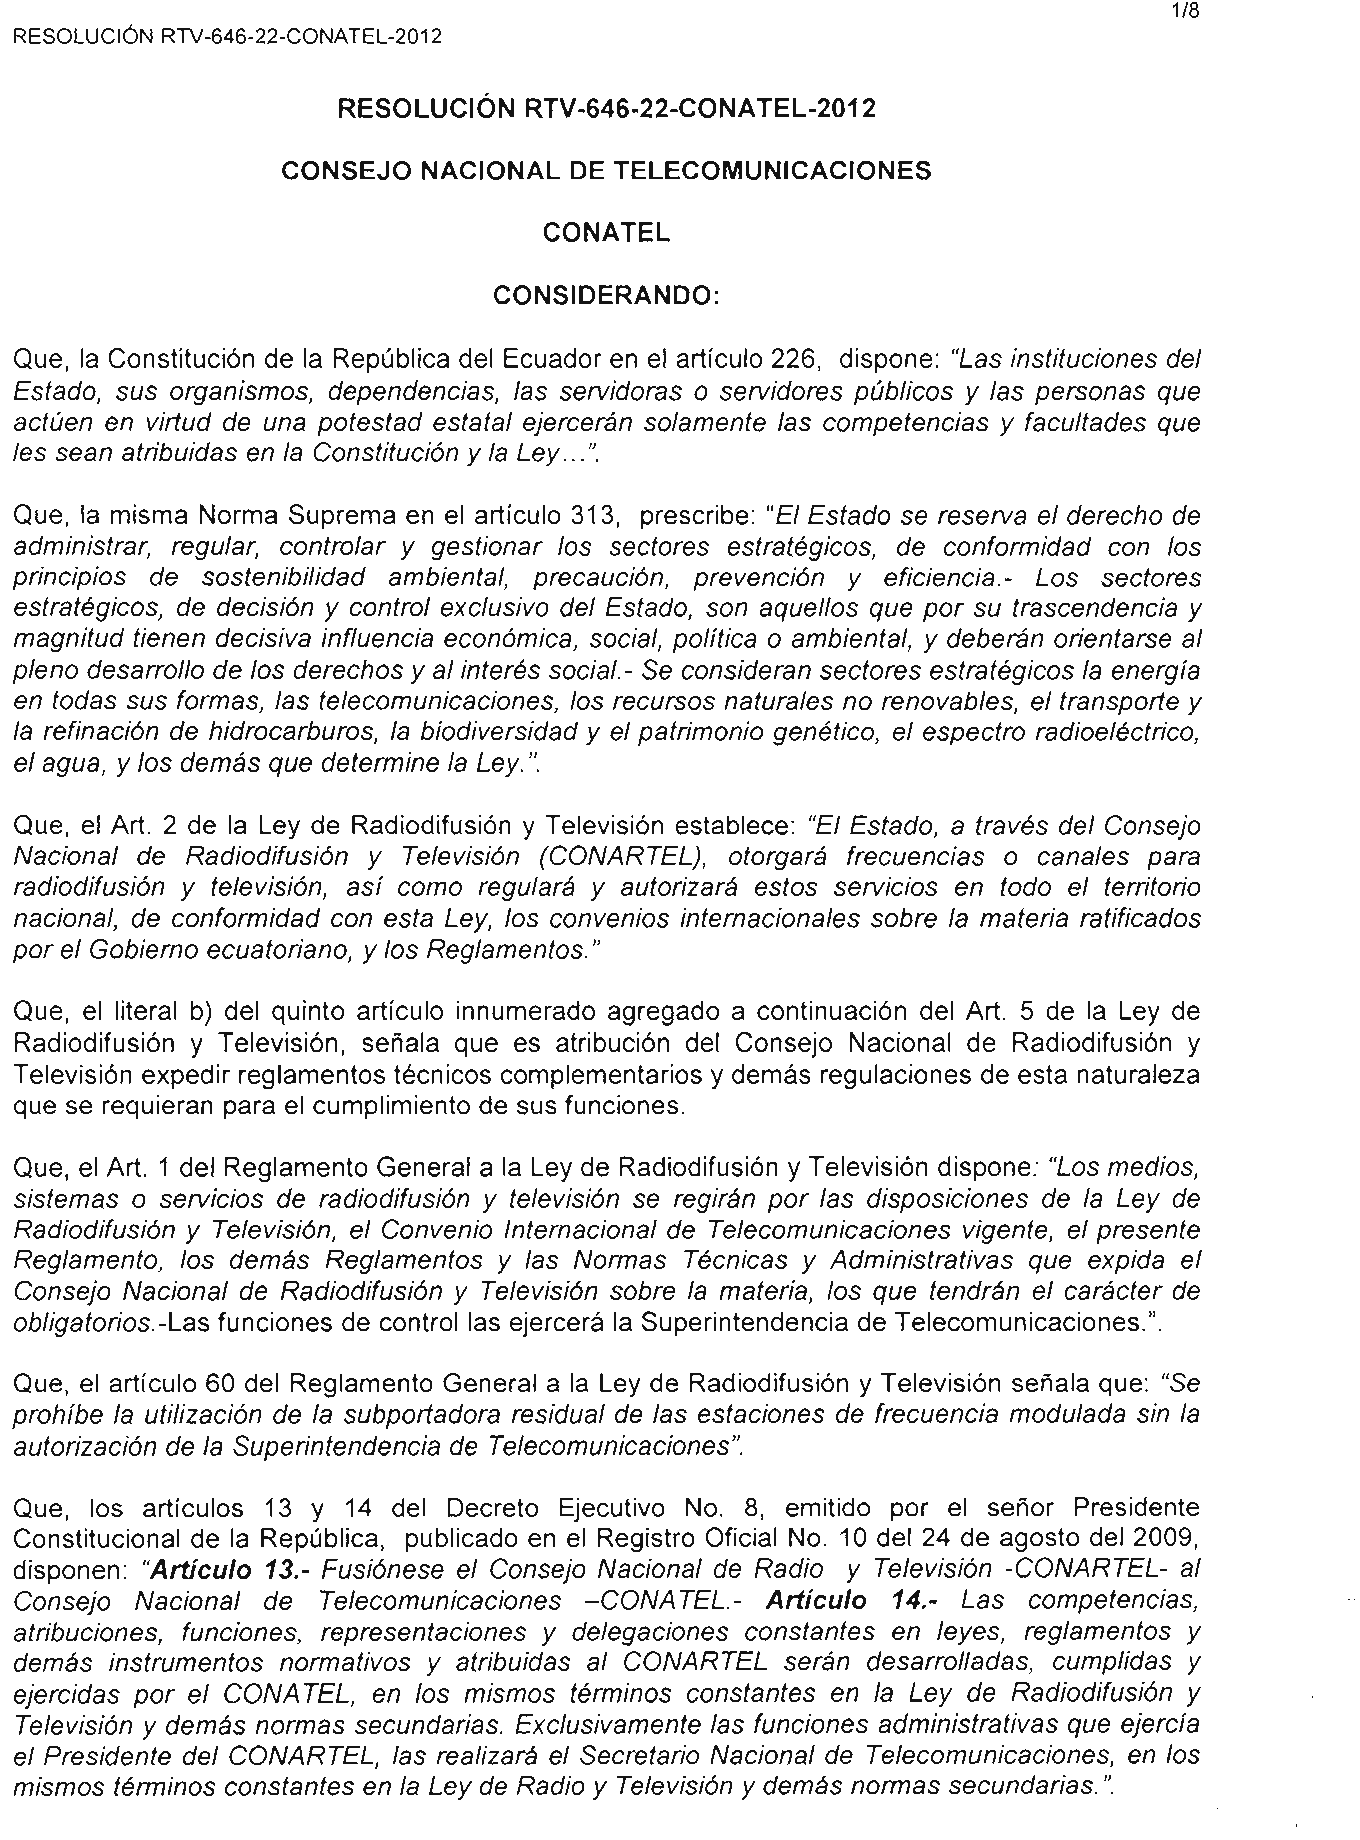 1/8
RESOLUCIÓN RTV-646-22-CONATEL-2012
RESOLUCIÓN RTV-646-22-CONATEL-2012
CONSEJO NACIONAL DE TELECOMUNICACIONES
CONATEL
CONSIDERANDO:
Que, la Constitución de la República del Ecuador en el artículo 226, dispone: "Las instituciones del
Estado, sus organismos, dependencias, las servidoras o servidores públicos y las personas que
actúen en virtud de una potestad estatal ejercerán solamente las competencias y facultades que
les sean atribuidas en la Constitución y la Ley...".
Que, la misma Norma Suprema en el artículo 313, prescribe: "El Estado se reserva el derecho de
administrar, regular, controlar y gestionar los sectores estratégicos, de conformidad con los
principios de sostenibilidad ambiental, precaución, prevención y eficiencia.- Los sectores
estratégicos, de decisión y control exclusivo del Estado, son aquellos que por su trascendencia y
magnitud tienen decisiva influencia económica, social, política o ambiental, y deberán orientarse al
pleno desarrollo de los derechos y al interés social.- Se consideran sectores estratégicos la energía
en todas sus formas, las telecomunicaciones, los recursos naturales no renovables, el transporte y
la refinación de hidrocarburos, la biodiversidad y el patrimonio genético, el espectro radioeléctrico,
el agua, y los demás que determine la Ley.".
Que, el Art. 2 de la Ley de Radiodifusión y Televisión establece: "El Estado, a través del Consejo
Nacional de Radiodifusión y Televisión (CONARTEL), otorgará frecuencias o canales para
radiodifusión y televisión, así como regulará y autorizará estos servicios en todo el territorio
nacional, de conformidad con esta Ley, los convenios internacionales sobre la materia ratificados
por el Gobierno ecuatoriano, y los Reglamentos."
Que, el literal b) del quinto artículo innumerado agregado a continuación del Art. 5 de la Ley de
Radiodifusión y Televisión, señala que es atribución del Consejo Nacional de Radiodifusión y
Televisión expedir reglamentos técnicos complementarios y demás regulaciones de esta naturaleza
que se requieran para el cumplimiento de sus funciones.
Que, el Art. 1 del Reglamento General a la Ley de Radiodifusión y Televisión dispone: "Los medios,
sistemas o servicios de radiodifusión y televisión se regirán por las disposiciones de la Ley de
Radiodifusión y Televisión, el Convenio Internacional de Telecomunicaciones vigente, el presente
Reglamento, los demás Reglamentos y las Normas Técnicas y Administrativas que expida el
Consejo Nacional de Radiodifusión y Televisión sobre la materia, los que tendrán el carácter de
obligatorios.-Las funciones de control las ejercerá la Superintendencia de Telecomunicaciones.".
Que, el artículo 60 del Reglamento General a la Ley de Radiodifusión y Televisión señala que: "Se
prohíbe la utilización de la subportadora residual de las estaciones de frecuencia modulada sin la
autorización de la Superintendencia de Telecomunicaciones".
Que, los artículos 13 y 14 del Decreto Ejecutivo No. 8, emitido por el señor Presidente
Constitucional de la República, publicado en el Registro Oficial No. 10 del 24 de agosto del 2009,
disponen: "Artículo 13.- Fusiónese el Consejo Nacional de Radio y Televisión -CONARTEL- al
Consejo Nacional de Telecomunicaciones –CONATEL.- Artículo 14.- Las competencias,
atribuciones, funciones, representaciones y delegaciones constantes en leyes, reglamentos y
demás instrumentos normativos y atribuidas al CONARTEL serán desarrolladas, cumplidas y
ejercidas por el CONATEL, en los mismos términos constantes en la Ley de Radiodifusión y
Televisión y demás normas secundarias. Exclusivamente las funciones administrativas que ejercía
el Presidente del CONARTEL, las realizará el Secretario Nacional de Telecomunicaciones, en los
mismos términos constantes en la Ley de Radio y Televisión y demás normas secundarias.".